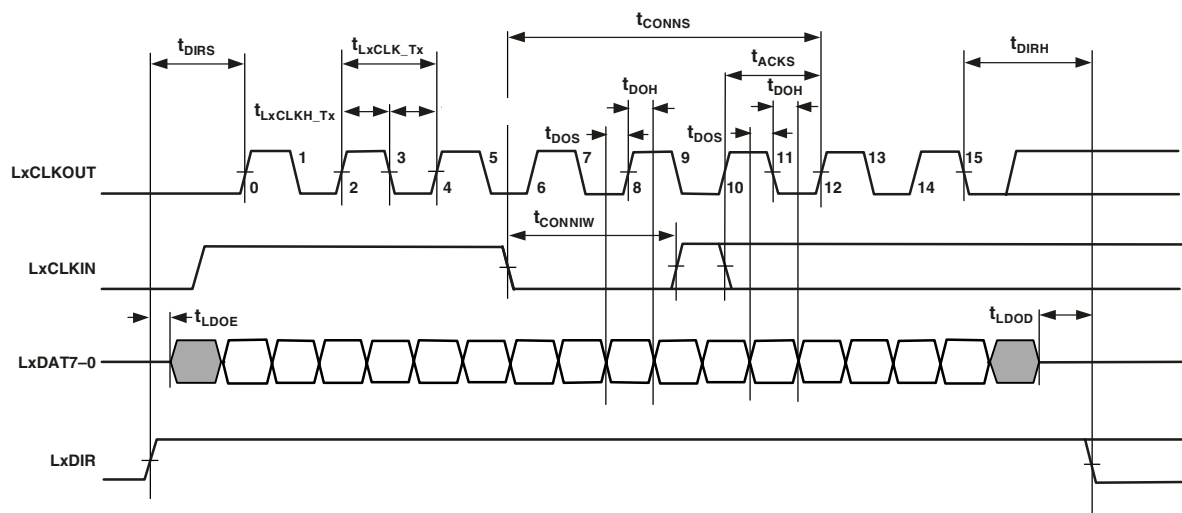 tCONNS
tDIRS
tLxCLK_Tx
tACKS
tDIRH
tDOH
tDOH
tLxCLKH_Tx
tDOS
tDOS
LxCLKOUT
1 3 5 7 9 11 13 15
0 2 4 6 8 10 12 14
tCONNIW
LxCLKIN
tLDOE
tLDOD
LxDAT7–0
LxDIR